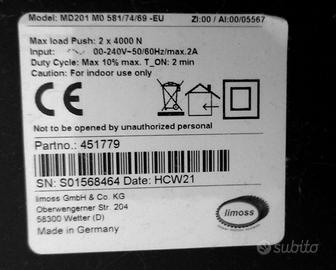 Model: MD201 M0 581/74/69 -EU ZI:00 / AI:00/05567
Max load Push: 2 x 4000 N
Input: 00-240V~50/60Hz/max.2A
Duty Cycle: Max 10% max. T_ON: 2 min
Caution: For indoor use only
CE
Not to be opened by unauthorized personal
Partno.: 451779
SN: S01568464 Date: HCW21
limoss GmbH & Co. KG
Oberwengerner Str. 204
58300 Wetter (D)
Made in Germany
limoss
subito